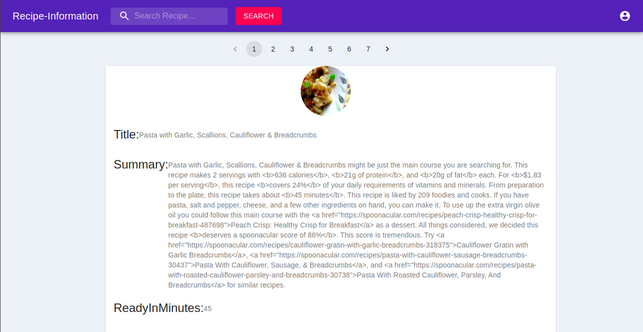 Recipe-Information Search Recipe... SEARCH
1 2 3 4 5 6 7
Title:Pasta with Garlic, Scallions, Cauliflower & Breadcrumbs
Summary:Pasta with Garlic, Scallions, Cauliflower & Breadcrumbs might be just the main course you are searching for. This
recipe makes 2 servings with <b>636 calories</b>, <b>21g of protein</b>, and <b>20g of fat</b> each. For <b>$1.83
per serving</b>, this recipe <b>covers 24%</b> of your daily requirements of vitamins and minerals. From preparation
to the plate, this recipe takes about <b>45 minutes</b>. This recipe is liked by 209 foodies and cooks. If you have
pasta, salt and pepper, cheese, and a few other ingredients on hand, you can make it. To use up the extra virgin olive
oil you could follow this main course with the <a href="https://spoonacular.com/recipes/peach-crisp-healthy-crisp-for-
breakfast-487698">Peach Crisp: Healthy Crisp for Breakfast</a> as a dessert. All things considered, we decided this
recipe <b>deserves a spoonacular score of 86%</b>. This score is tremendous. Try <a
href="https://spoonacular.com/recipes/cauliflower-gratin-with-garlic-breadcrumbs-318375">Cauliflower Gratin with
Garlic Breadcrumbs</a>, <a href="https://spoonacular.com/recipes/pasta-with-cauliflower-sausage-breadcrumbs-
30437">Pasta With Cauliflower, Sausage, & Breadcrumbs</a>, and <a href="https://spoonacular.com/recipes/pasta-
with-roasted-cauliflower-parsley-and-breadcrumbs-30738">Pasta With Roasted Cauliflower, Parsley, And
Breadcrumbs</a> for similar recipes.
ReadyInMinutes:45